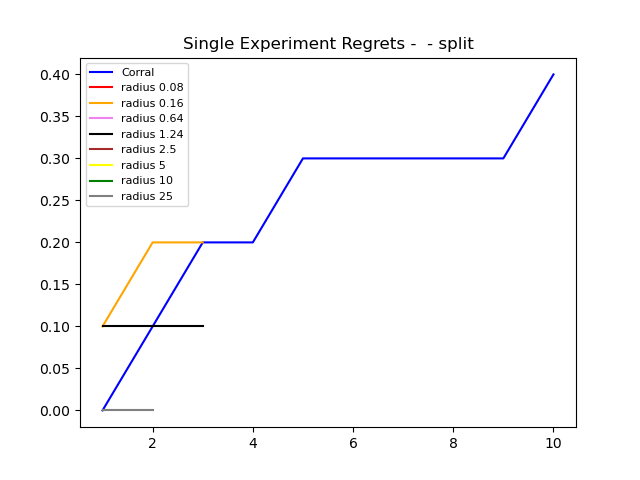 Single Experiment Regrets -  - split
0.40
0.35
0.30
0.25
0.20
0.15
0.10
0.05
0.00
Corral
radius 0.08
radius 0.16
radius 0.64
radius 1.24
radius 2.5
radius 5
radius 10
radius 25
2 4 6 8 10